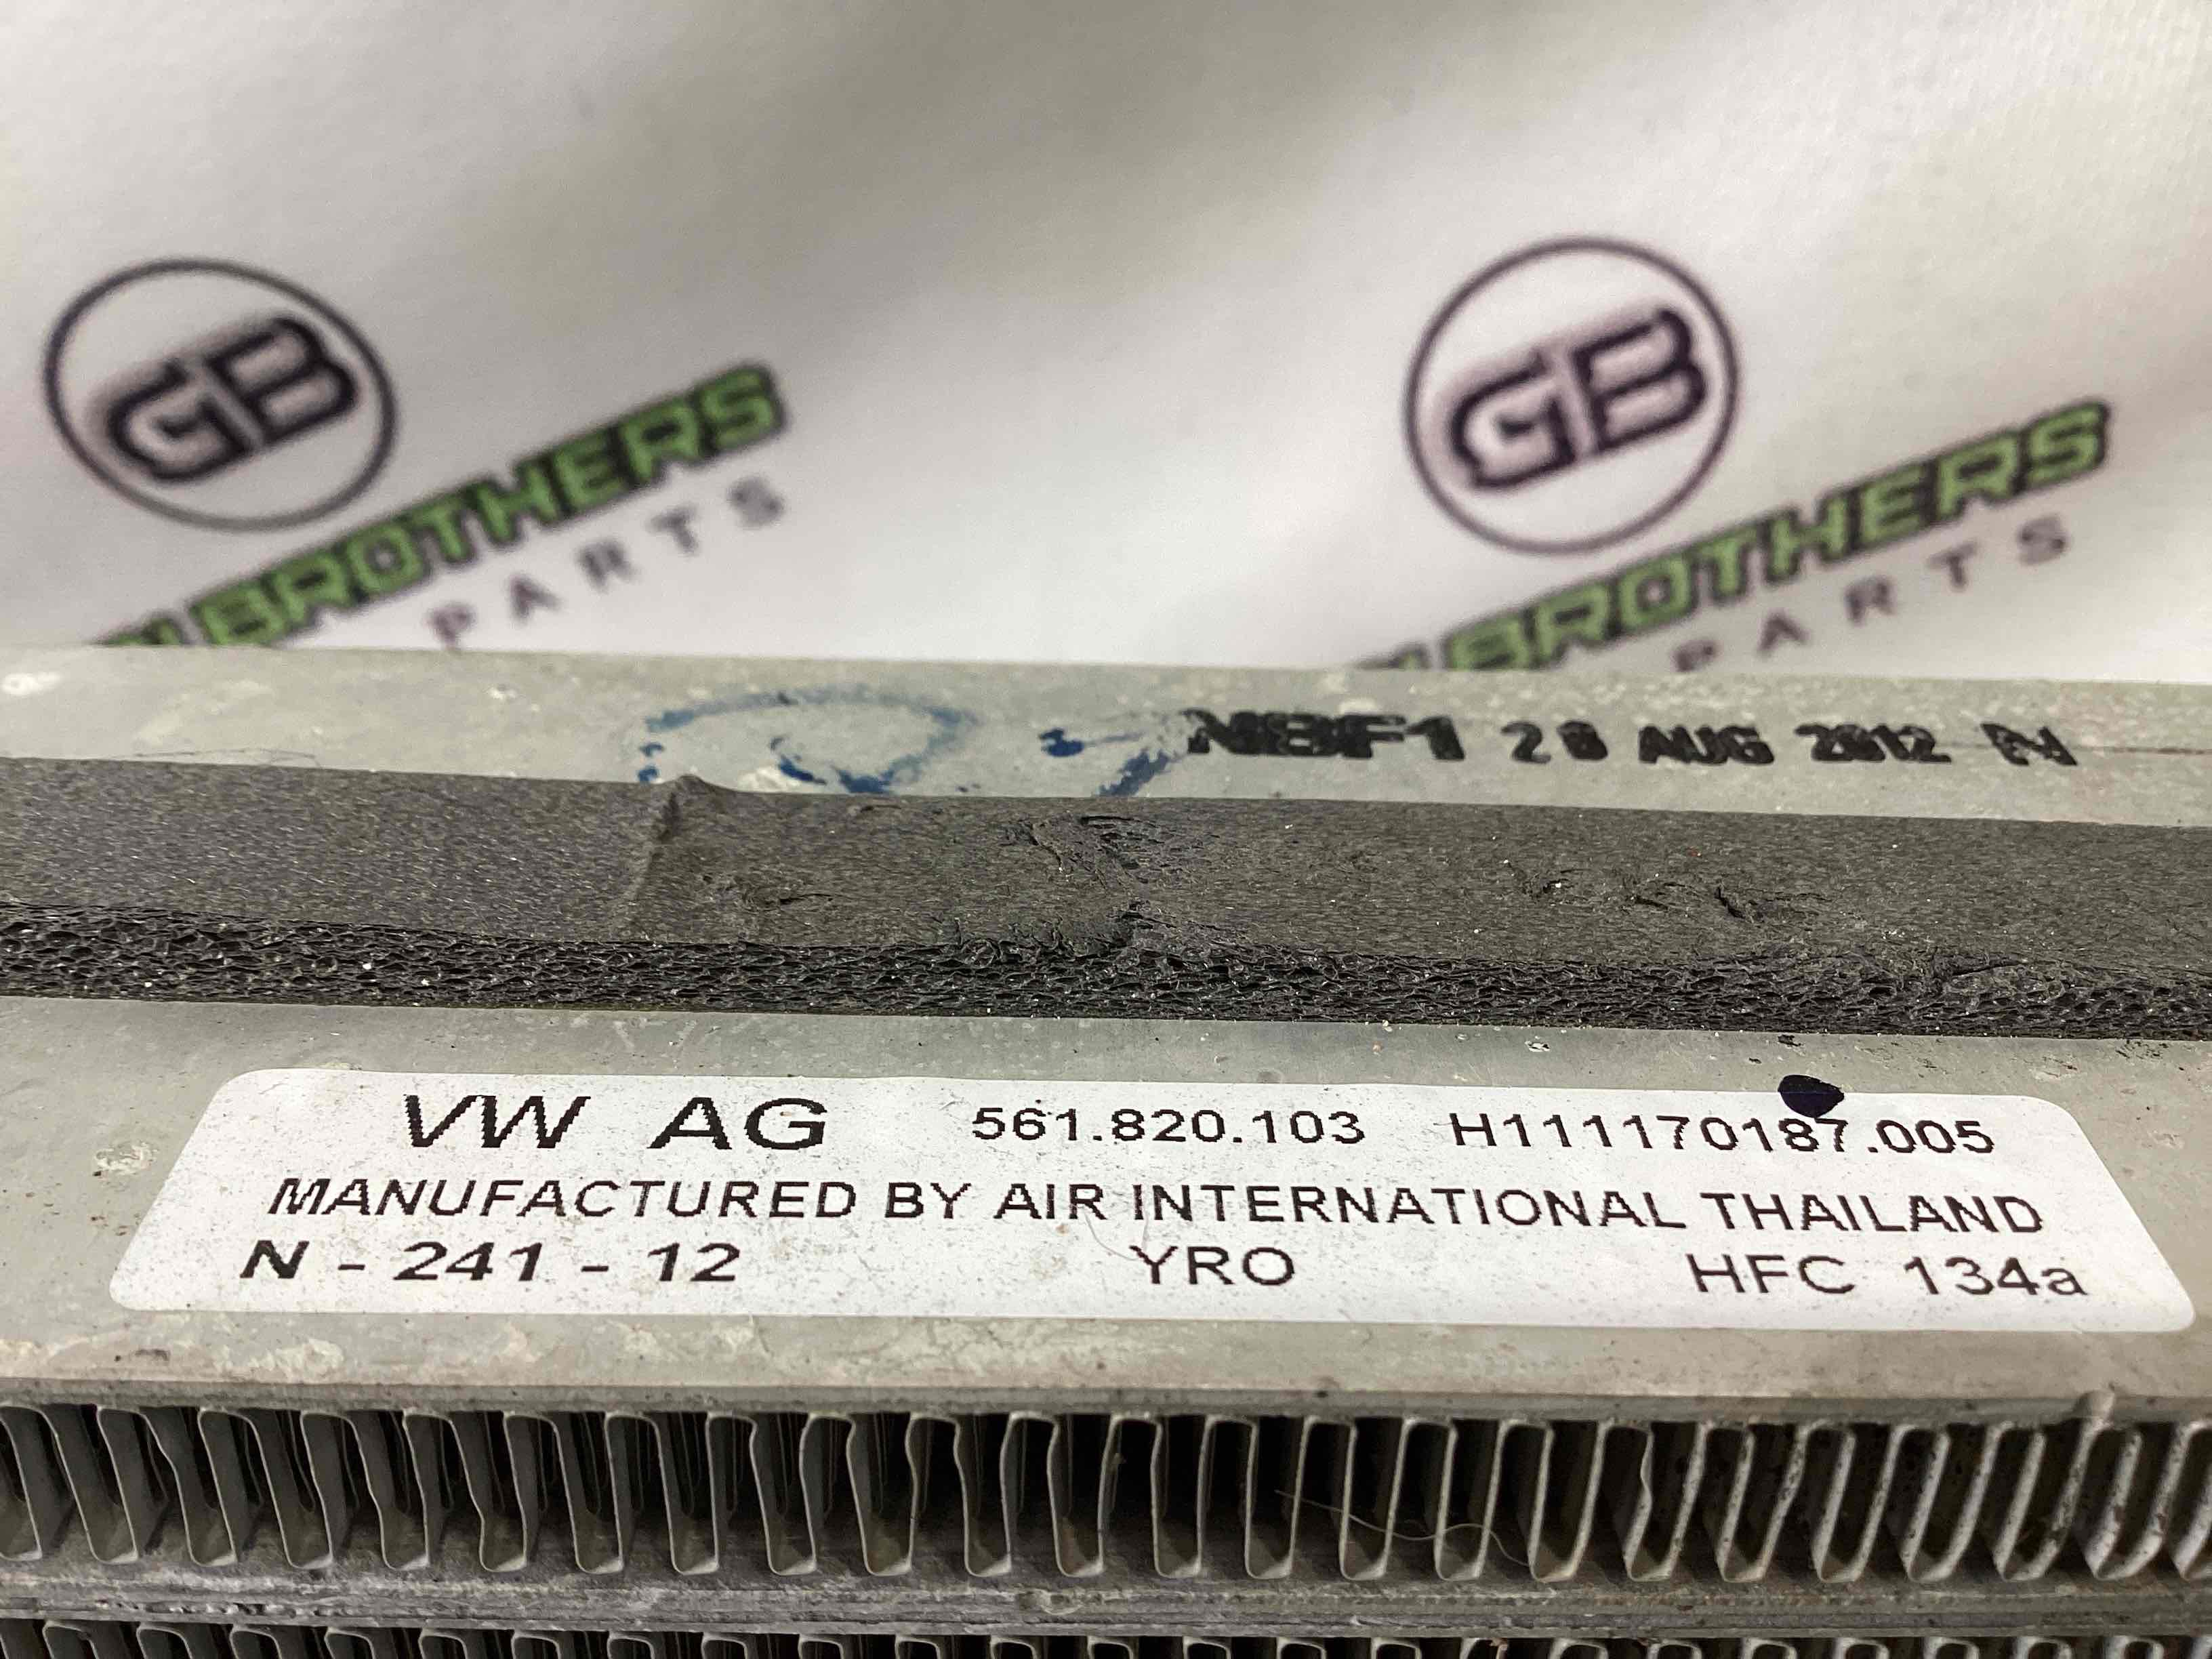 GB
BROTHERS
PARTS
GB
BROTHERS
PARTS
NBF1 28 AUG 2012 N
VW AG 561.820.103 H111170187.005
MANUFACTURED BY AIR INTERNATIONAL THAILAND
N - 241 - 12 YRO HFC 134a